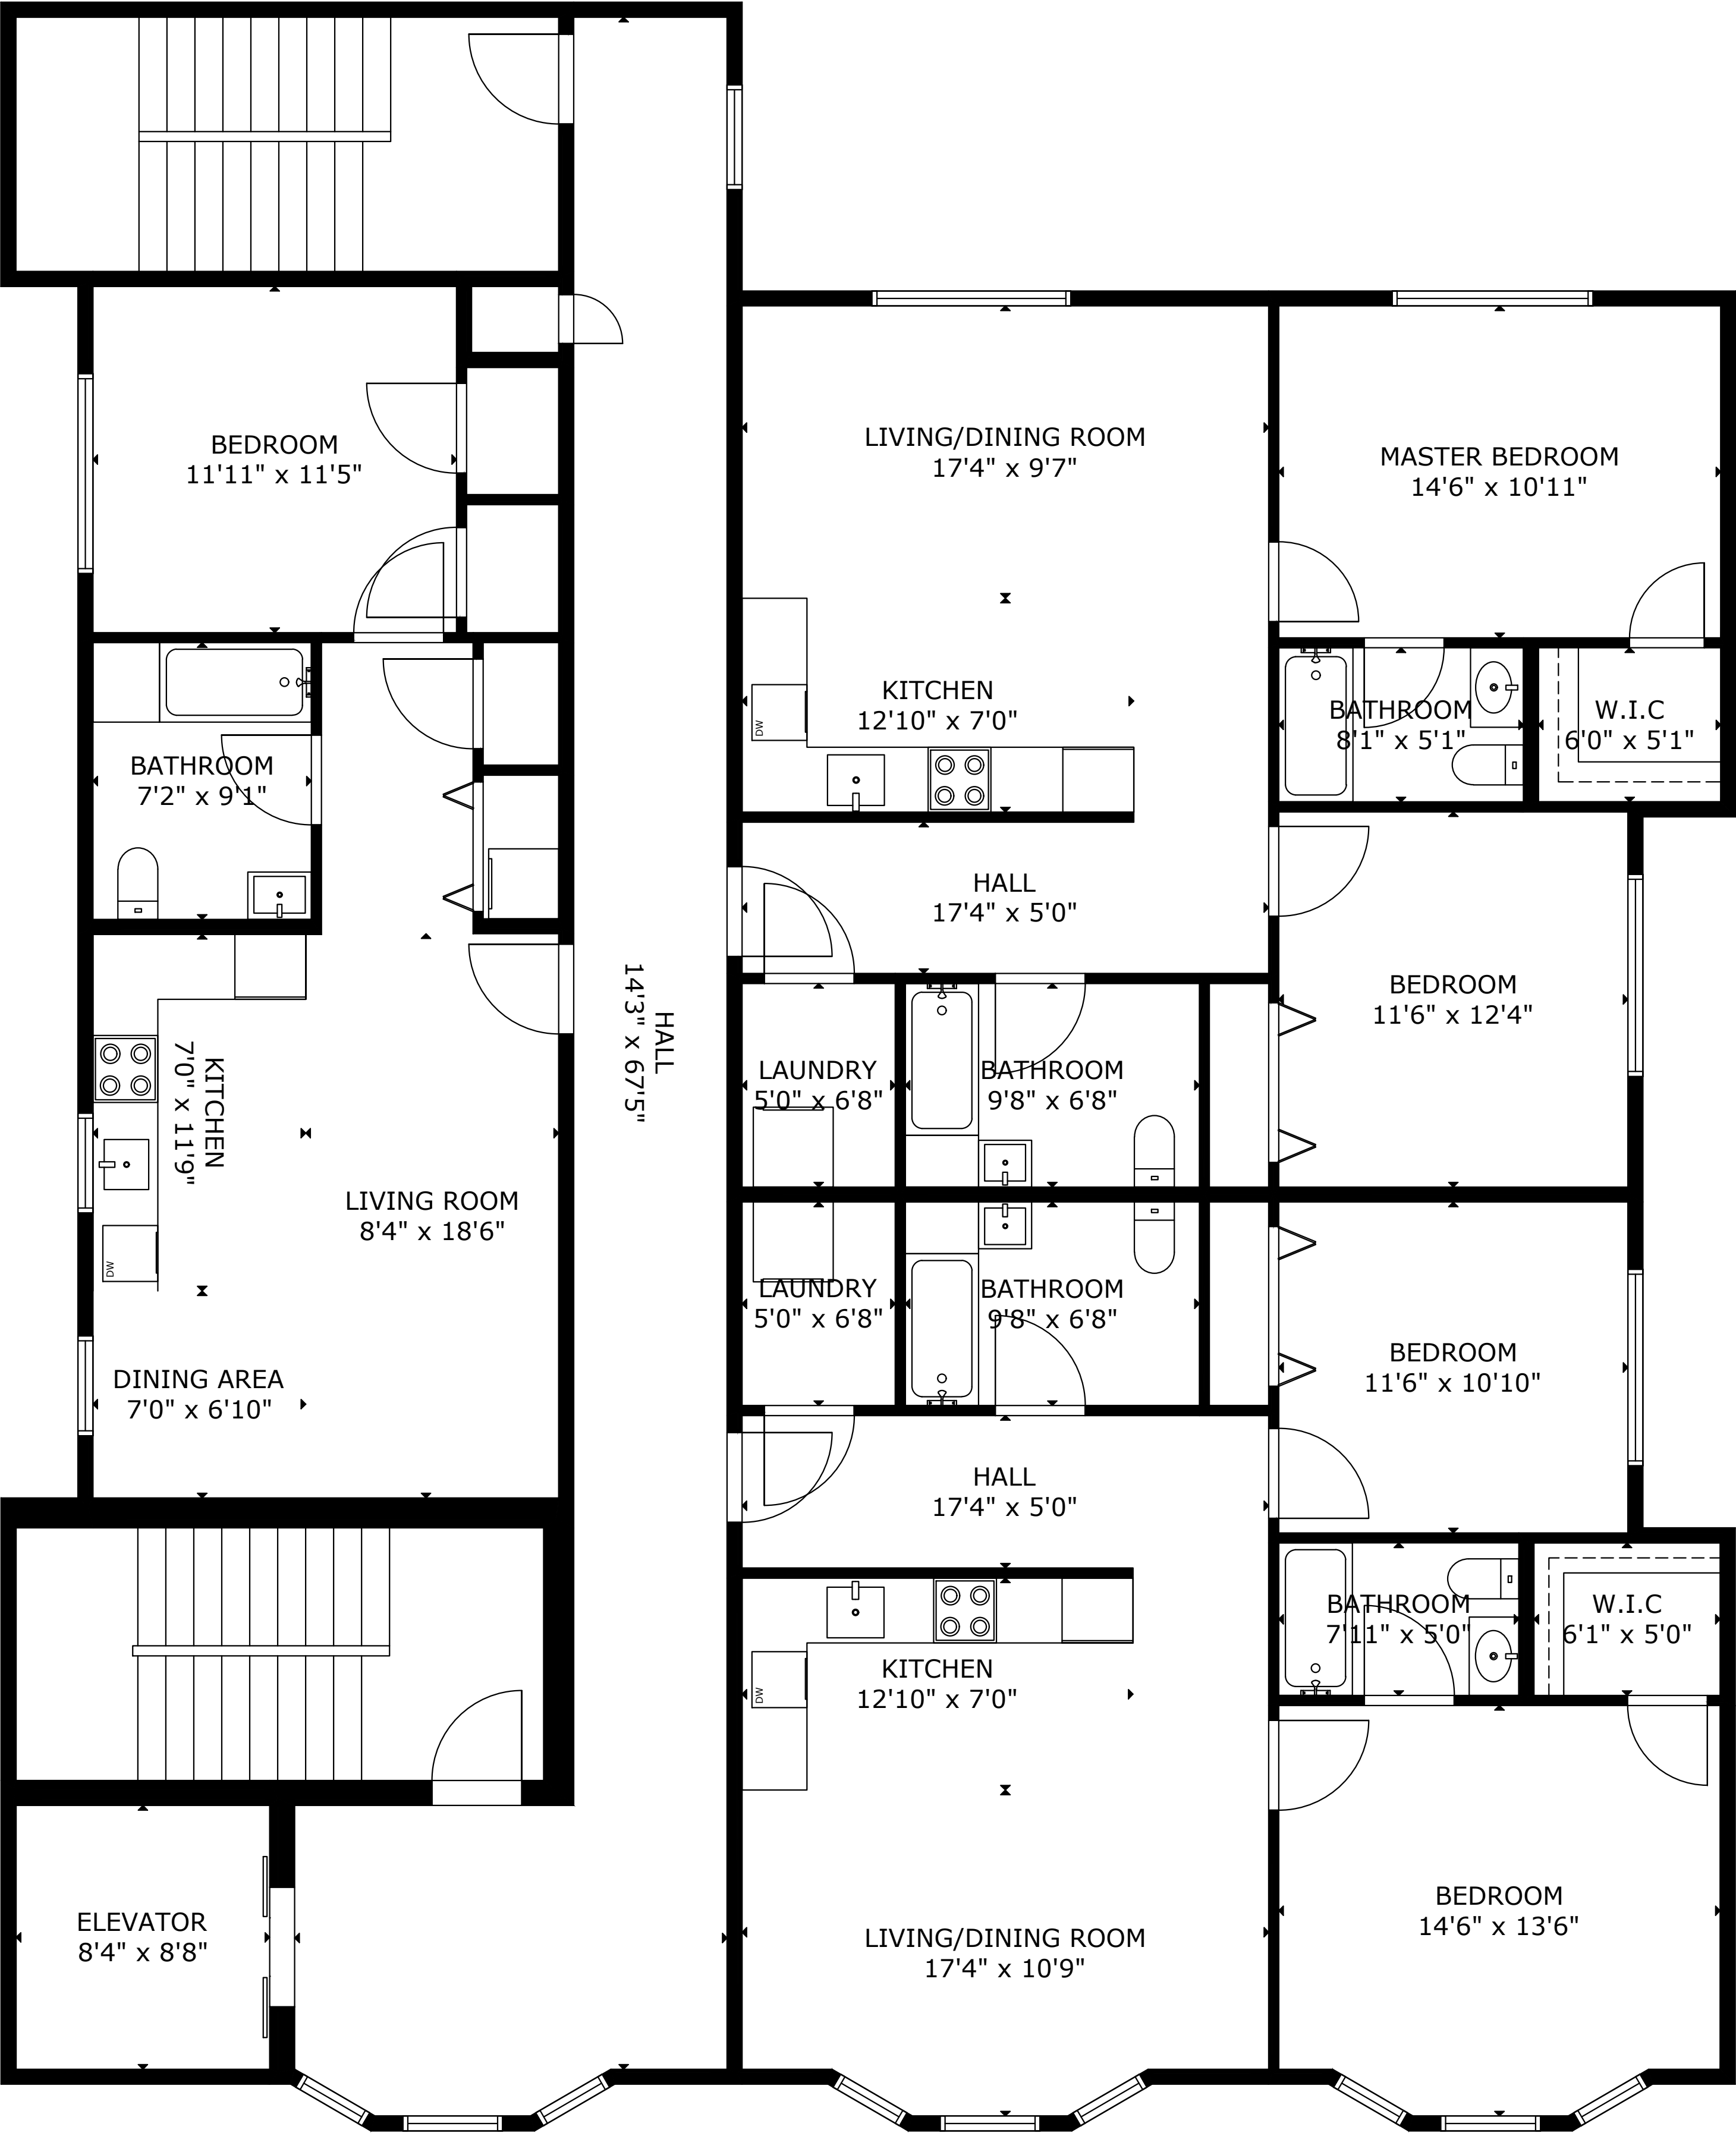 BEDROOM
11'11" x 11'5"
LIVING/DINING ROOM
17'4" x 9'7"
MASTER BEDROOM
14'6" x 10'11"
KITCHEN
12'10" x 7'0"
DW
BATHROOM
8'1" x 5'1"
W.I.C
6'0" x 5'1"
BATHROOM
7'2" x 9'1"
HALL
17'4" x 5'0"
BEDROOM
11'6" x 12'4"
HALL
14'3" x 67'5"
KITCHEN
7'0" x 11'9"
DW
LAUNDRY
5'0" x 6'8"
BATHROOM
9'8" x 6'8"
LIVING ROOM
8'4" x 18'6"
LAUNDRY
5'0" x 6'8"
BATHROOM
9'8" x 6'8"
BEDROOM
11'6" x 10'10"
DINING AREA
7'0" x 6'10"
HALL
17'4" x 5'0"
BATHROOM
7'11" x 5'0"
W.I.C
6'1" x 5'0"
KITCHEN
12'10" x 7'0"
DW
ELEVATOR
8'4" x 8'8"
LIVING/DINING ROOM
17'4" x 10'9"
BEDROOM
14'6" x 13'6"